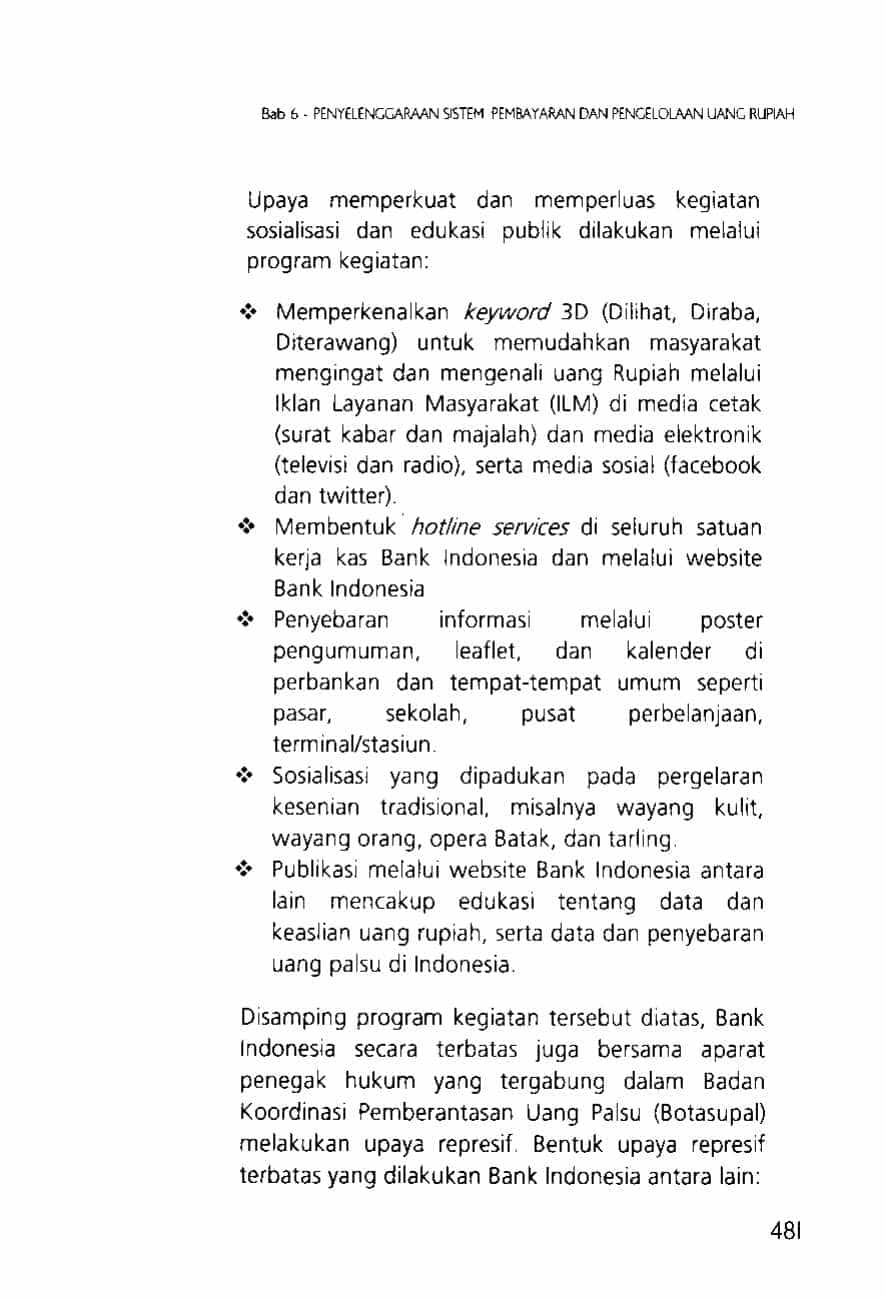 Bab 6 - PENYELENGGARAAN SISTEM PEMBAYARAN DAN PENGELOLAAN UANG RUPIAH
Upaya memperkuat dan memperluas kegiatan
sosialisasi dan edukasi publik dilakukan melalui
program kegiatan:
❖ Memperkenalkan keyword 3D (Dilihat, Diraba,
Diterawang) untuk memudahkan masyarakat
mengingat dan mengenali uang Rupiah melalui
Iklan Layanan Masyarakat (ILM) di media cetak
(surat kabar dan majalah) dan media elektronik
(televisi dan radio), serta media sosial (facebook
dan twitter).
❖ Membentuk hotline services di seluruh satuan
kerja kas Bank Indonesia dan melalui website
Bank Indonesia
❖ Penyebaran informasi melalui poster
pengumuman, leaflet, dan kalender di
perbankan dan tempat-tempat umum seperti
pasar, sekolah, pusat perbelanjaan,
terminal/stasiun.
❖ Sosialisasi yang dipadukan pada pergelaran
kesenian tradisional, misalnya wayang kulit,
wayang orang, opera Batak, dan tarling.
❖ Publikasi melalui website Bank Indonesia antara
lain mencakup edukasi tentang data dan
keaslian uang rupiah, serta data dan penyebaran
uang palsu di Indonesia.
Disamping program kegiatan tersebut diatas, Bank
Indonesia secara terbatas juga bersama aparat
penegak hukum yang tergabung dalam Badan
Koordinasi Pemberantasan Uang Palsu (Botasupal)
melakukan upaya represif. Bentuk upaya represif
terbatas yang dilakukan Bank Indonesia antara lain:
481